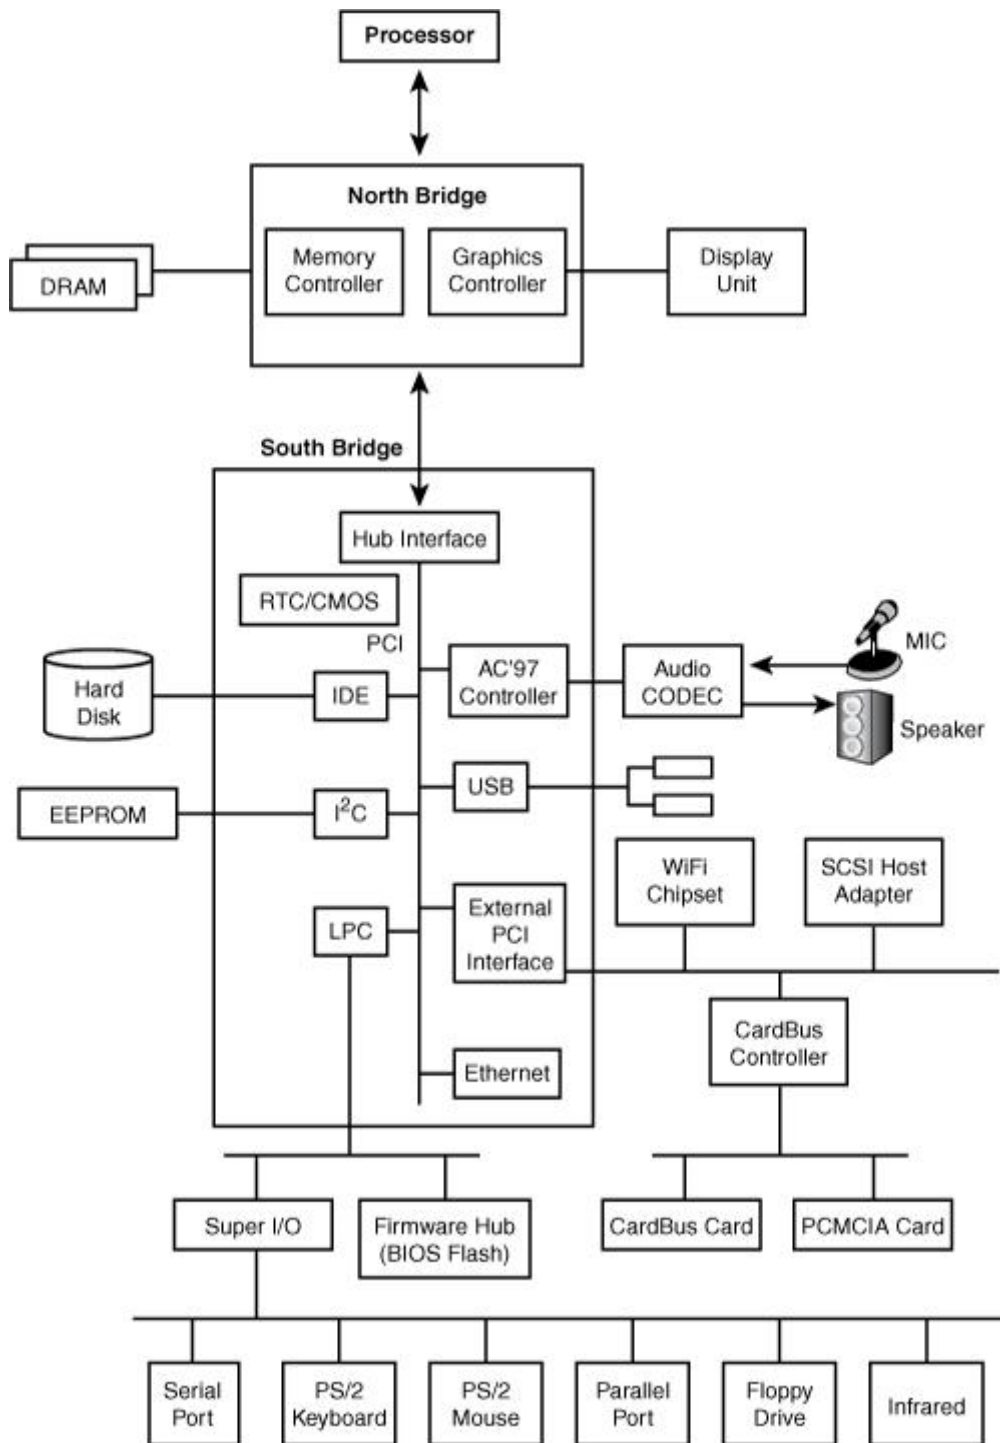 Processor
North Bridge
Memory
Controller
Graphics
Controller
DRAM
Display
Unit
South Bridge
Hub Interface
RTC/CMOS
PCI
Hard
Disk
IDE
AC'97
Controller
Audio
CODEC
MIC
Speaker
EEPROM
I²C
USB
WiFi
Chipset
SCSI Host
Adapter
LPC
External
PCI
Interface
CardBus
Controller
Ethernet
Super I/O
Firmware Hub
(BIOS Flash)
CardBus Card
PCMCIA Card
Serial
Port
PS/2
Keyboard
PS/2
Mouse
Parallel
Port
Floppy
Drive
Infrared